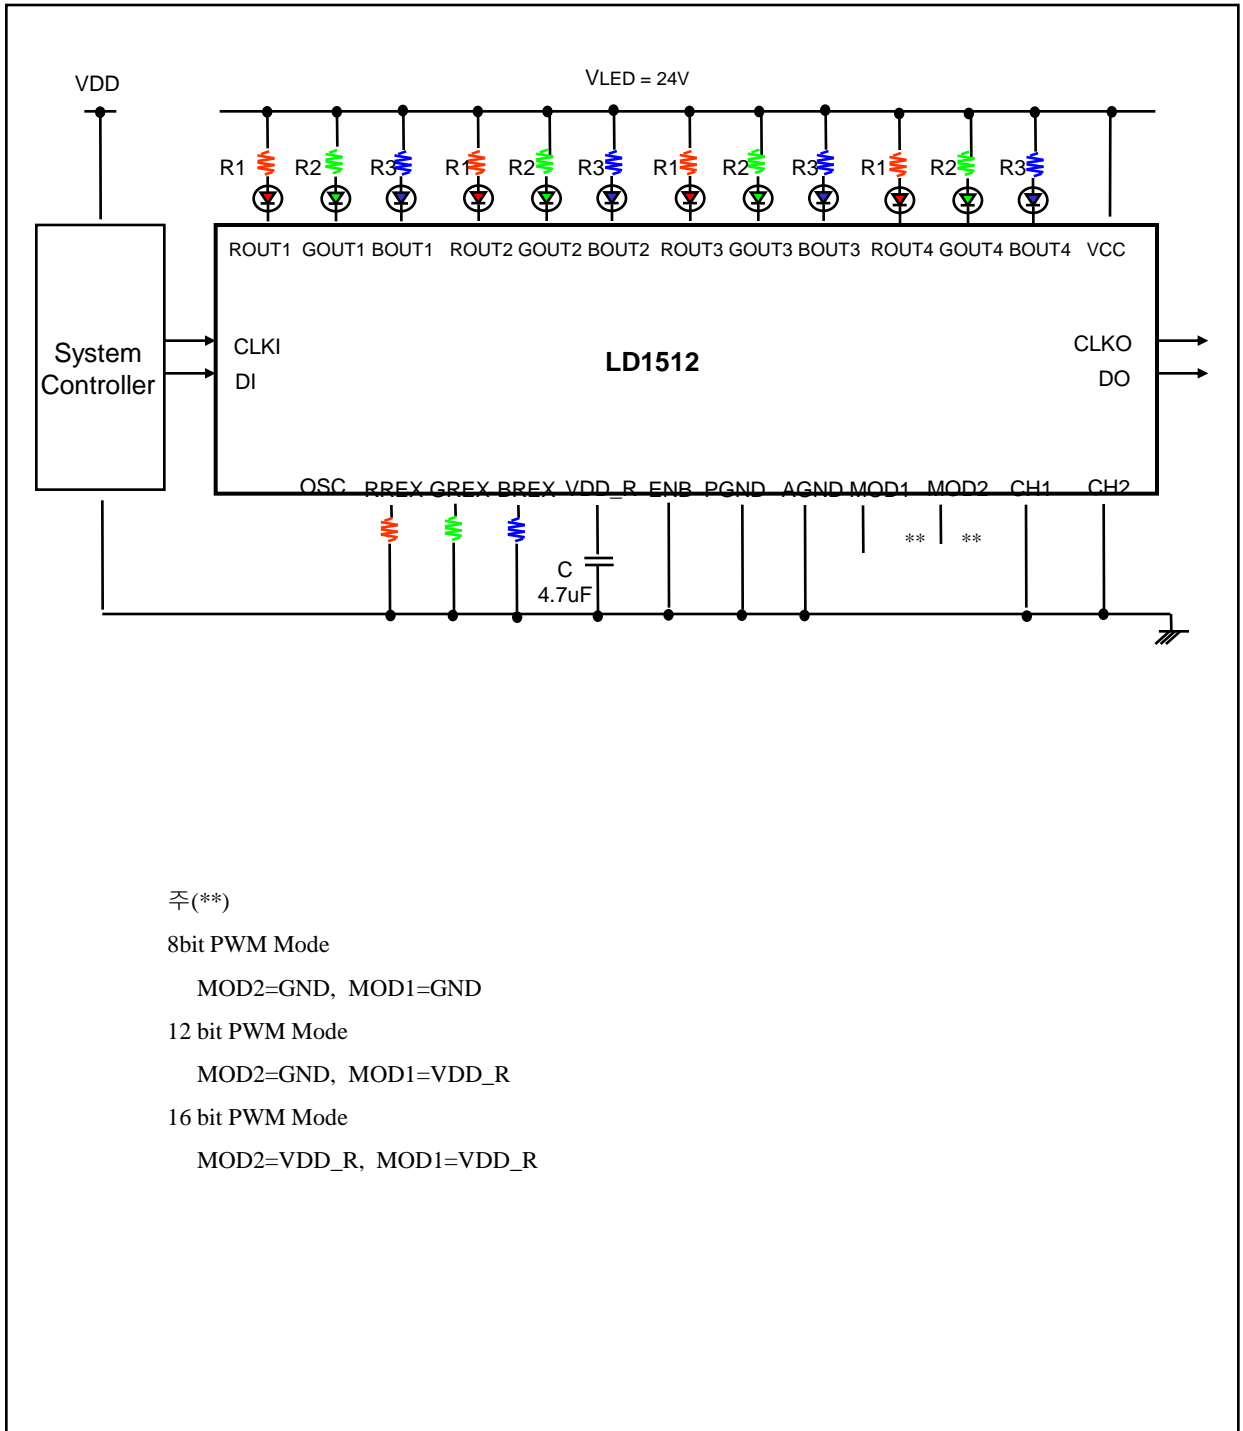 VDD
VLED = 24V
R1 R2 R3 R1 R2 R3 R1 R2 R3 R1 R2 R3
ROUT1 GOUT1 BOUT1 ROUT2 GOUT2 BOUT2 ROUT3 GOUT3 BOUT3 ROUT4 GOUT4 BOUT4 VCC
System
Controller
CLKI
DI
LD1512
CLKO
DO
OSC RREX GREX BREX VDD_R ENB PGND AGND MOD1 MOD2 CH1 CH2
** **
C
4.7uF
주(**)
8bit PWM Mode
MOD2=GND, MOD1=GND
12 bit PWM Mode
MOD2=GND, MOD1=VDD_R
16 bit PWM Mode
MOD2=VDD_R, MOD1=VDD_R